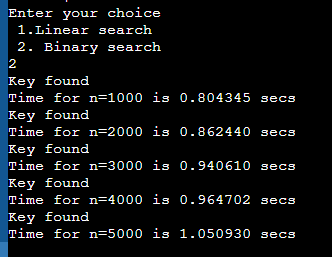 Enter your choice
1.Linear search
2. Binary search
2
Key found
Time for n=1000 is 0.804345 secs
Key found
Time for n=2000 is 0.862440 secs
Key found
Time for n=3000 is 0.940610 secs
Key found
Time for n=4000 is 0.964702 secs
Key found
Time for n=5000 is 1.050930 secs